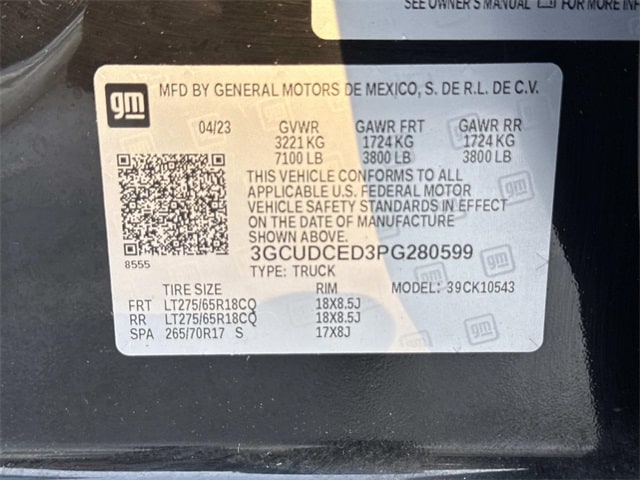 SEE OWNER'S MANUAL FOR MORE INF
gm MFD BY GENERAL MOTORS DE MEXICO, S. DE R.L. DE C.V.
04/23 GVWR GAWR FRT GAWR RR
3221 KG 1724 KG 1724 KG
7100 LB 3800 LB 3800 LB
THIS VEHICLE CONFORMS TO ALL
APPLICABLE U.S. FEDERAL MOTOR
VEHICLE SAFETY STANDARDS IN EFFECT
ON THE DATE OF MANUFACTURE
SHOWN ABOVE.
8555
3GCUDCED3PG280599
TYPE: TRUCK
TIRE SIZE RIM MODEL: 39CK10543
FRT LT275/65R18CQ 18X8.5J
RR LT275/65R18CQ 18X8.5J
SPA 265/70R17 S 17X8J
gm